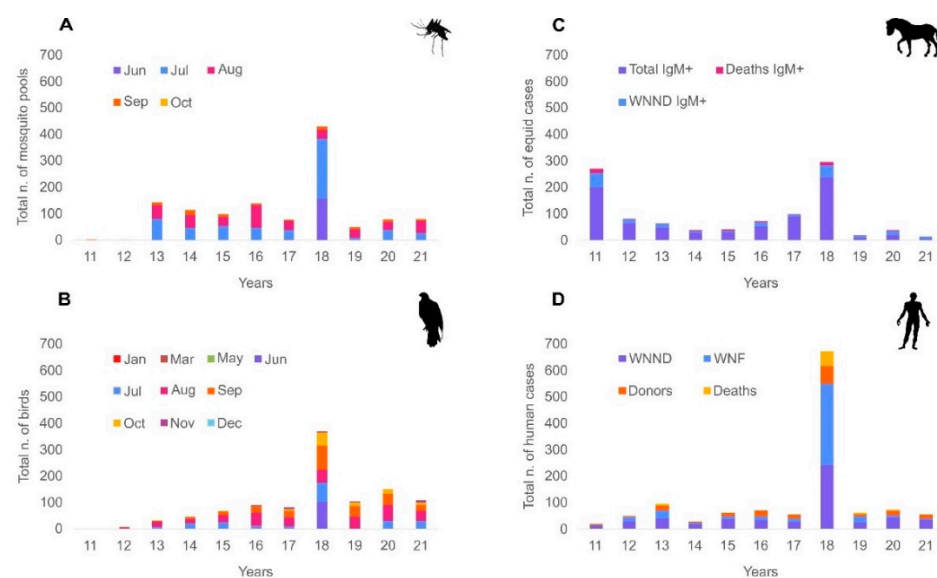 A
700
600
500
400
300
200
100
0
Total n. of mosquito pools
Jun Jul Aug
Sep Oct
11 12 13 14 15 16 17 18 19 20 21
Years
C
700
600
500
400
300
200
100
0
Total n. of equid cases
Total IgM+ Deaths IgM+
WNND IgM+
11 12 13 14 15 16 17 18 19 20 21
Years
B
700
600
500
400
300
200
100
0
Total n. of birds
Jan Mar May Jun
Jul Aug Sep
Oct Nov Dec
11 12 13 14 15 16 17 18 19 20 21
Years
D
700
600
500
400
300
200
100
0
Total n. of human cases
WNND WNF
Donors Deaths
11 12 13 14 15 16 17 18 19 20 21
Years